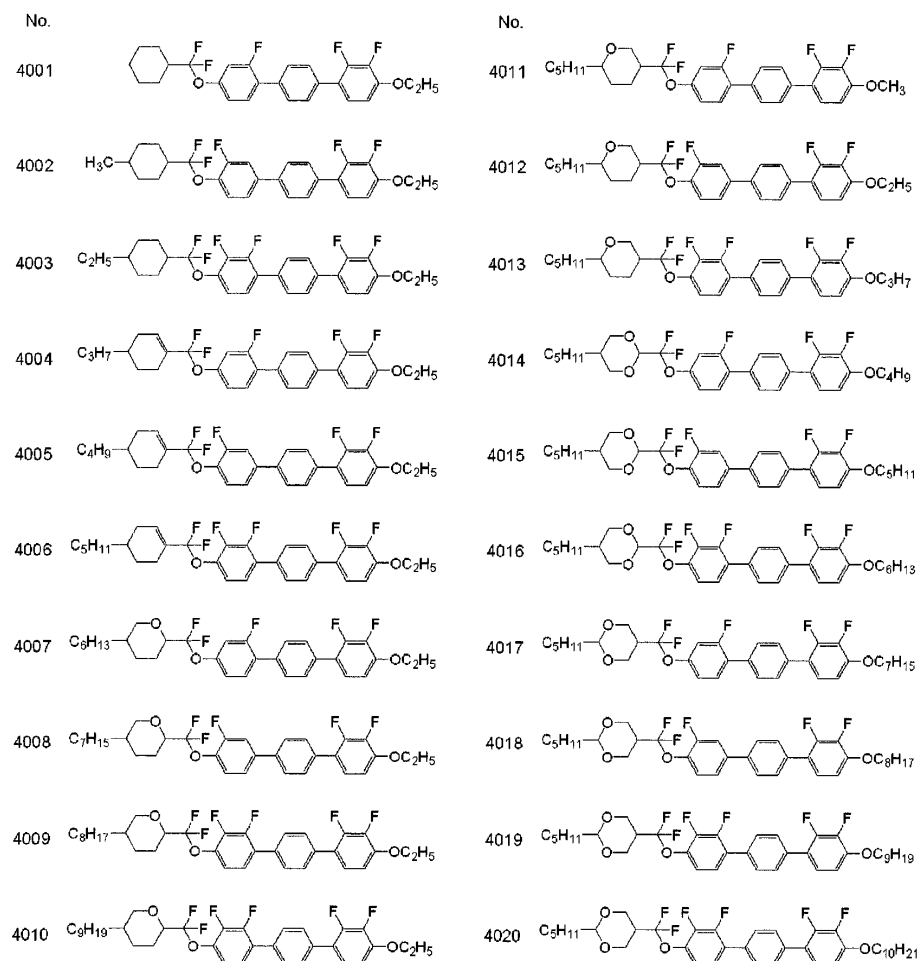 No.
F F F F
4001 F
O OC2H5
F F F F
4002 H3C F
O OC2H5
F F F F F
4003 C2H5 F
O OC2H5
F F F F
4004 C3H7 F
O OC2H5
F F F F
4005 C4H9 F
O OC2H5
F F F F F
4006 C5H11 F
O OC2H5
O F F F F
4007 C6H13 F
O OC2H5
O F F F F
4008 C7H15 F
O OC2H5
O F F F F F
4009 C8H17 F
O OC2H5
O F F F F F
4010 C9H19 F
O OC2H5
No.
O F F F F
4011 C5H11 F
O OCH3
O F F F F
4012 C5H11 F
O OC2H5
O F F F F F
4013 C5H11 F
O OC3H7
O F F F F
4014 C5H11 F
O O OC4H9
O F F F F
4015 C5H11 F
O O OC5H11
O F F F F F
4016 C5H11 F
O O OC6H13
O F F F F
4017 C5H11 F
O O OC7H15
O F F F F
4018 C5H11 F
O O OC8H17
O F F F F F
4019 C5H11 F
O O OC9H19
O F F F F F
4020 C5H11 F
O O OC10H21